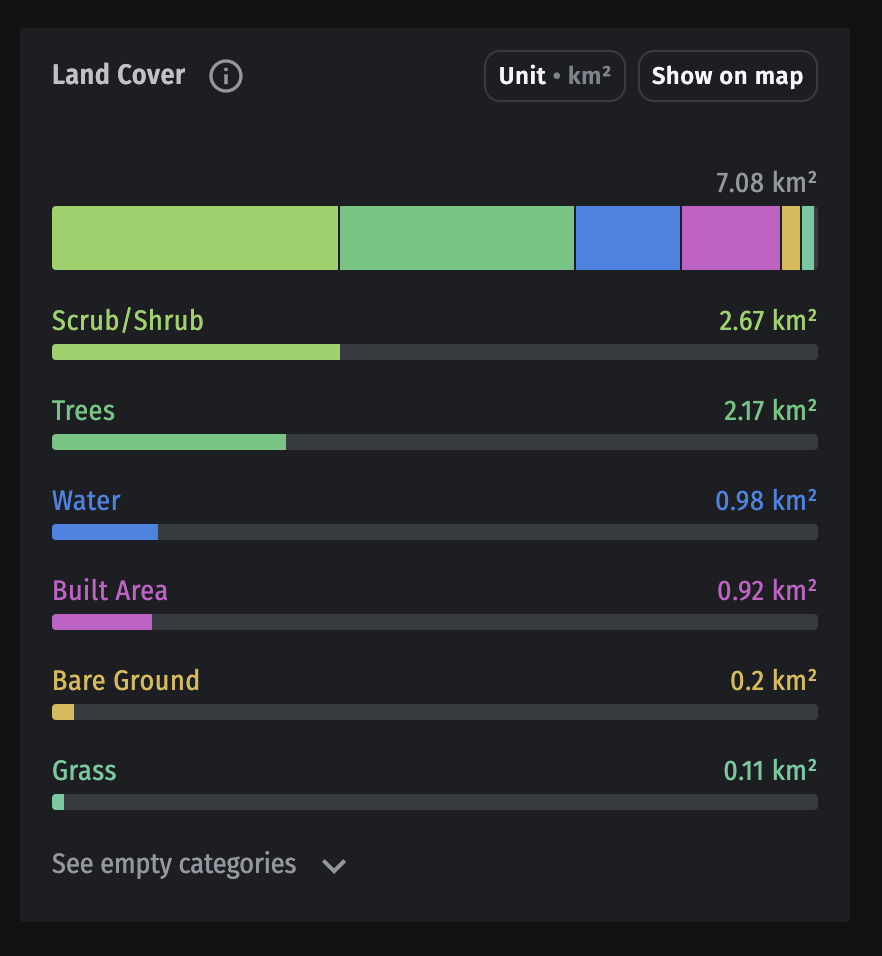 Land Cover
Unit • km²
Show on map
7.08 km²
Scrub/Shrub 2.67 km²
Trees 2.17 km²
Water 0.98 km²
Built Area 0.92 km²
Bare Ground 0.2 km²
Grass 0.11 km²
See empty categories